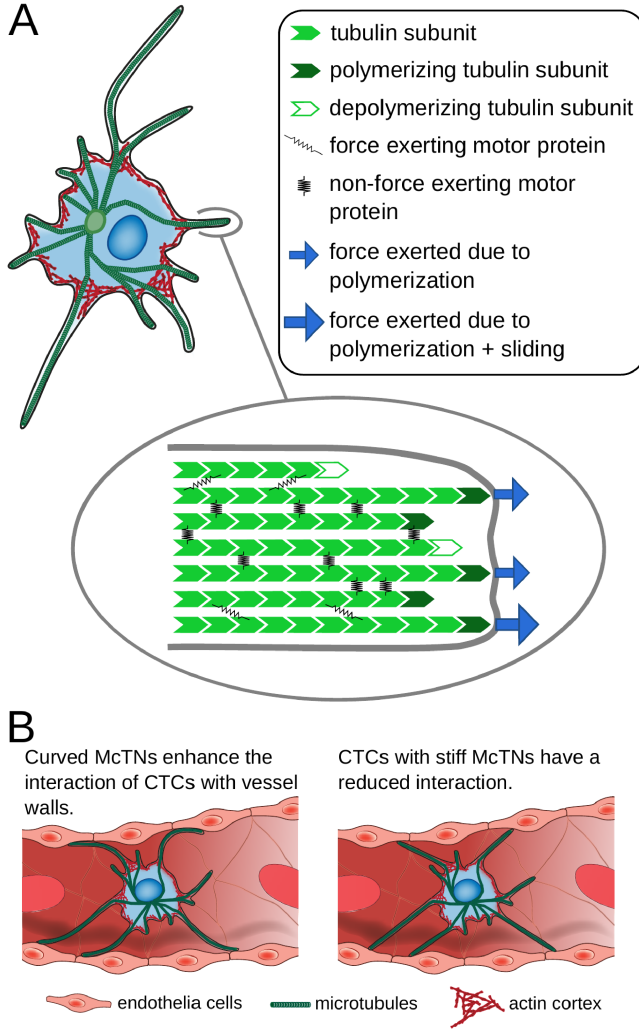 A
tubulin subunit
polymerizing tubulin subunit
depolymerizing tubulin subunit
force exerting motor protein
non-force exerting motor
protein
force exerted due to
polymerization
force exerted due to
polymerization + sliding
B
Curved McTNs enhance the
interaction of CTCs with vessel
walls.
CTCs with stiff McTNs have a
reduced interaction.
endothelia cells
microtubules
actin cortex